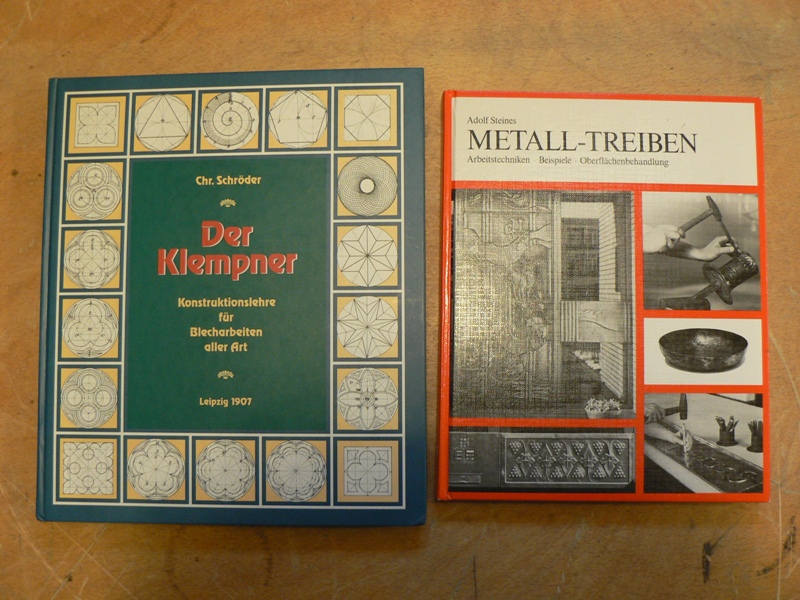 Chr. Schröder
Der
Klempner
Konstruktionslehre
für
Blecharbeiten
aller Art
Leipzig 1907
Adolf Steines
METALL-TREIBEN
Arbeitstechniken · Beispiele · Oberflächenbehandlung